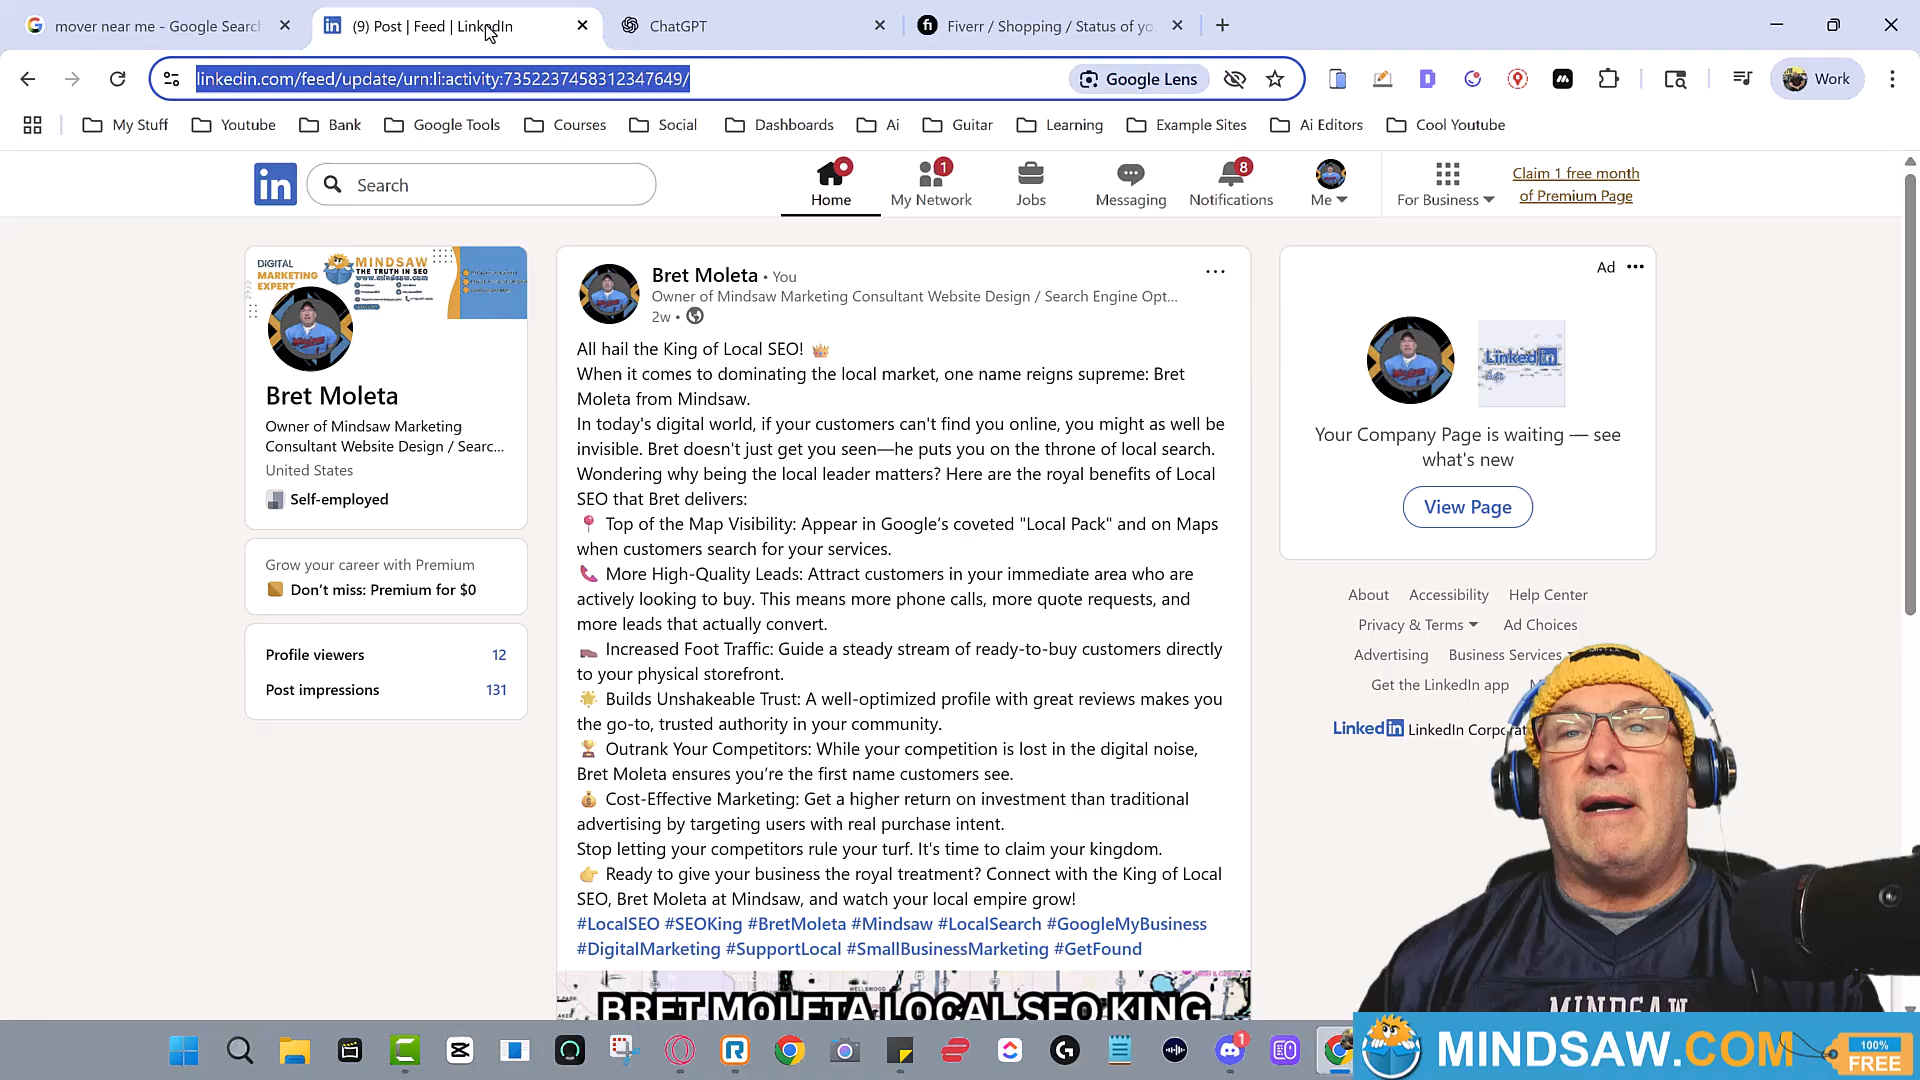 mover near me - Google Search
(9) Post | Feed | LinkedIn
ChatGPT
Fiverr / Shopping / Status of yo
linkedin.com/feed/update/urn:li:activity:7352237458312347649/
Google Lens
Work
My Stuff
Youtube
Bank
Google Tools
Courses
Social
Dashboards
Ai
Guitar
Learning
Example Sites
Ai Editors
Cool Youtube
in
Search
Home
1
My Network
Jobs
Messaging
8
Notifications
Me
For Business
Claim 1 free month
of Premium Page
DIGITAL
MARKETING
EXPERT
MINDSAW
THE TRUTH IN SEO
www.mindsaw.com
Bret Moleta
Owner of Mindsaw Marketing
Consultant Website Design / Searc...
United States
Self-employed
Grow your career with Premium
Don't miss: Premium for $0
Profile viewers 12
Post impressions 131
Bret Moleta • You
Owner of Mindsaw Marketing Consultant Website Design / Search Engine Opt...
2w •
All hail the King of Local SEO! 👑
When it comes to dominating the local market, one name reigns supreme: Bret
Moleta from Mindsaw.
In today's digital world, if your customers can't find you online, you might as well be
invisible. Bret doesn't just get you seen—he puts you on the throne of local search.
Wondering why being the local leader matters? Here are the royal benefits of Local
SEO that Bret delivers:
📍 Top of the Map Visibility: Appear in Google's coveted "Local Pack" and on Maps
when customers search for your services.
📞 More High-Quality Leads: Attract customers in your immediate area who are
actively looking to buy. This means more phone calls, more quote requests, and
more leads that actually convert.
👞 Increased Foot Traffic: Guide a steady stream of ready-to-buy customers directly
to your physical storefront.
🌟 Builds Unshakeable Trust: A well-optimized profile with great reviews makes you
the go-to, trusted authority in your community.
🏆 Outrank Your Competitors: While your competition is lost in the digital noise,
Bret Moleta ensures you're the first name customers see.
💰 Cost-Effective Marketing: Get a higher return on investment than traditional
advertising by targeting users with real purchase intent.
Stop letting your competitors rule your turf. It's time to claim your kingdom.
👉 Ready to give your business the royal treatment? Connect with the King of Local
SEO, Bret Moleta at Mindsaw, and watch your local empire grow!
#LocalSEO #SEOKing #BretMoleta #Mindsaw #LocalSearch #GoogleMyBusiness
#DigitalMarketing #SupportLocal #SmallBusinessMarketing #GetFound
WELLSWOOD
BRET MOLETA LOCAL SEO KING
Ad
LinkedIn
Your Company Page is waiting — see
what's new
View Page
About
Accessibility
Help Center
Privacy & Terms
Ad Choices
Advertising
Business Services
Get the LinkedIn app
LinkedIn LinkedIn Corporat
MINDSAW
1
MINDSAW.COM
100%
FREE